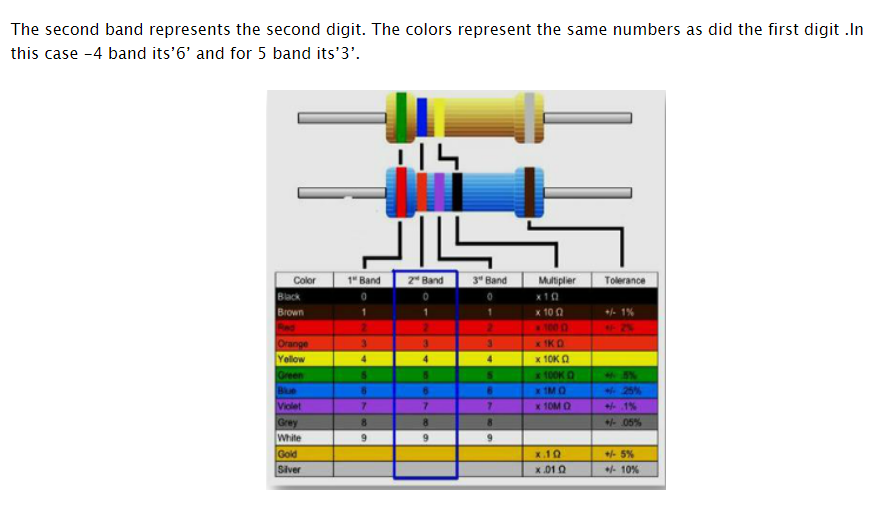 The second band represents the second digit. The colors represent the same numbers as did the first digit .In
this case –4 band its’6’ and for 5 band its’3’.
Color 1st Band 2nd Band 3rd Band Multiplier Tolerance
Black 0 0 0 x 1 Ω
Brown 1 1 1 x 10 Ω +/- 1%
Red 2 2 2 x 100 Ω +/- 2%
Orange 3 3 3 x 1K Ω
Yellow 4 4 4 x 10K Ω
Green 5 5 5 x 100K Ω +/- .5%
Blue 6 6 6 x 1M Ω +/- .25%
Violet 7 7 7 x 10M Ω +/- .1%
Grey 8 8 8 +/- .05%
White 9 9 9
Gold x .1 Ω +/- 5%
Silver x .01 Ω +/- 10%